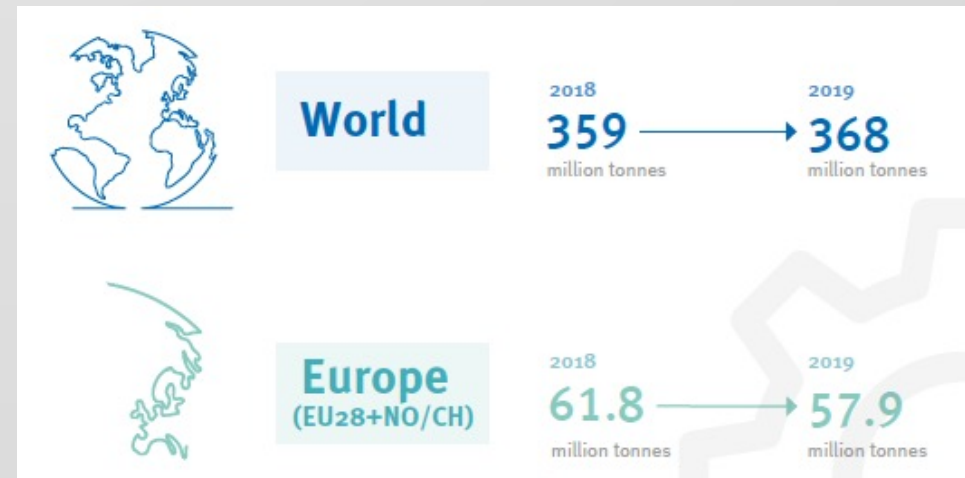 World
2018
359
million tonnes
2019
368
million tonnes
Europe
(EU28+NO/CH)
2018
61.8
million tonnes
2019
57.9
million tonnes